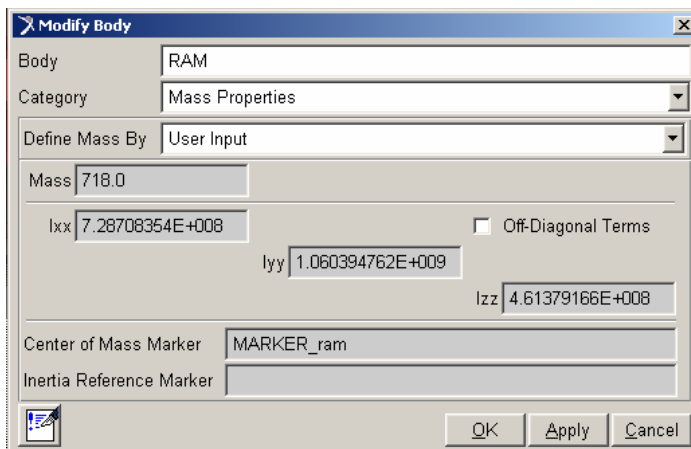 Modify Body
Body RAM
Category Mass Properties
Define Mass By User Input
Mass 718.0
Ixx 7.28708354E+008 Off-Diagonal Terms
Iyy 1.060394762E+009
Izz 4.61379166E+008
Center of Mass Marker MARKER_ram
Inertia Reference Marker
OK Apply Cancel